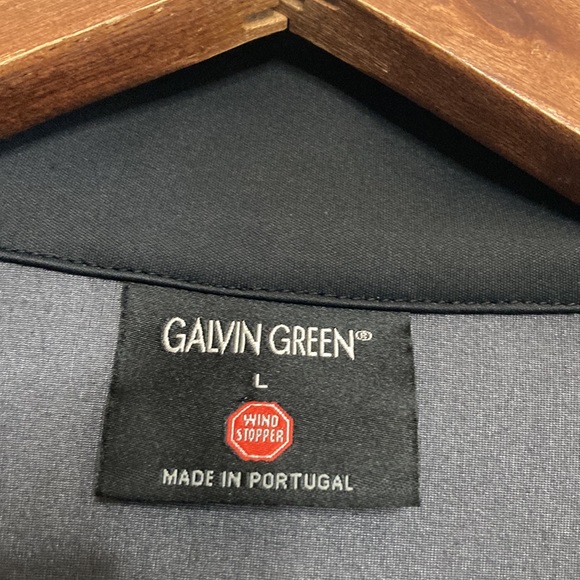 GALVIN GREEN®
L
WIND
STOPPER
MADE IN PORTUGAL